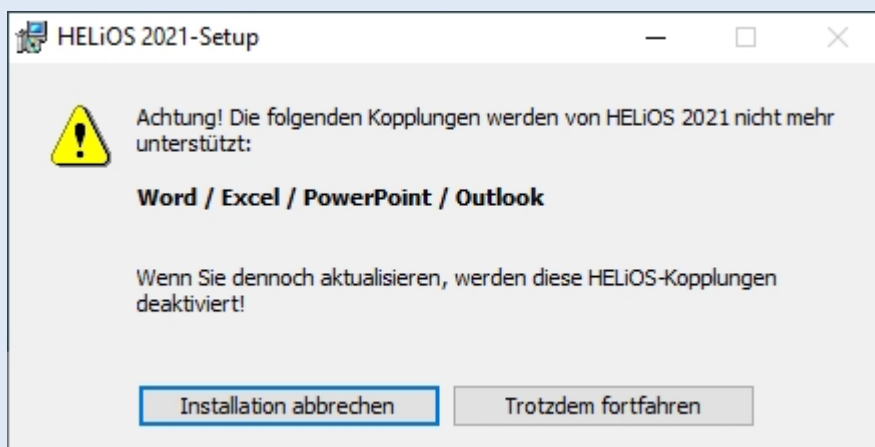 HELiOS 2021-Setup
Achtung! Die folgenden Kopplungen werden von HELiOS 2021 nicht mehr
unterstützt:
Word / Excel / PowerPoint / Outlook
Wenn Sie dennoch aktualisieren, werden diese HELiOS-Kopplungen
deaktiviert!
Installation abbrechen
Trotzdem fortfahren